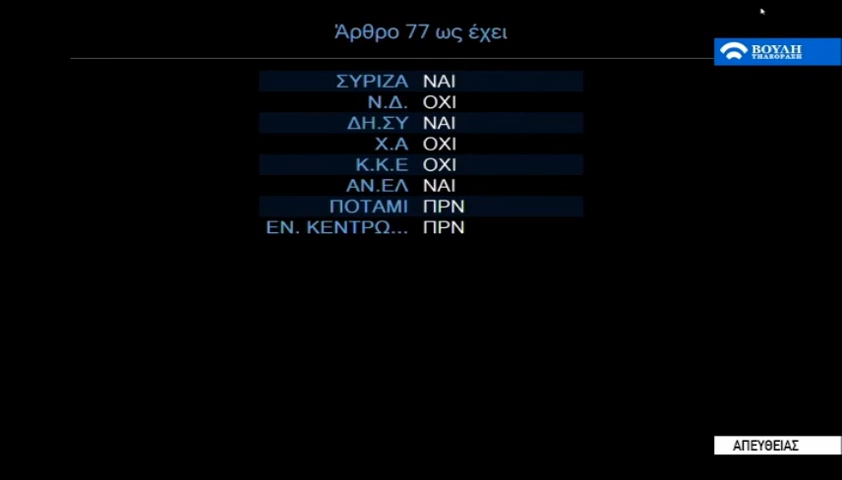 Άρθρο 77 ως έχει
ΒΟΥΛΗ
ΤΗΛΕΟΡΑΣΗ
ΣΥΡΙΖΑ ΝΑΙ
Ν.Δ. ΟΧΙ
ΔΗ.ΣΥ ΝΑΙ
Χ.Α ΟΧΙ
Κ.Κ.Ε ΟΧΙ
ΑΝ.ΕΛ ΝΑΙ
ΠΟΤΑΜΙ ΠΡΝ
ΕΝ. ΚΕΝΤΡΩ... ΠΡΝ
ΑΠΕΥΘΕΙΑΣ